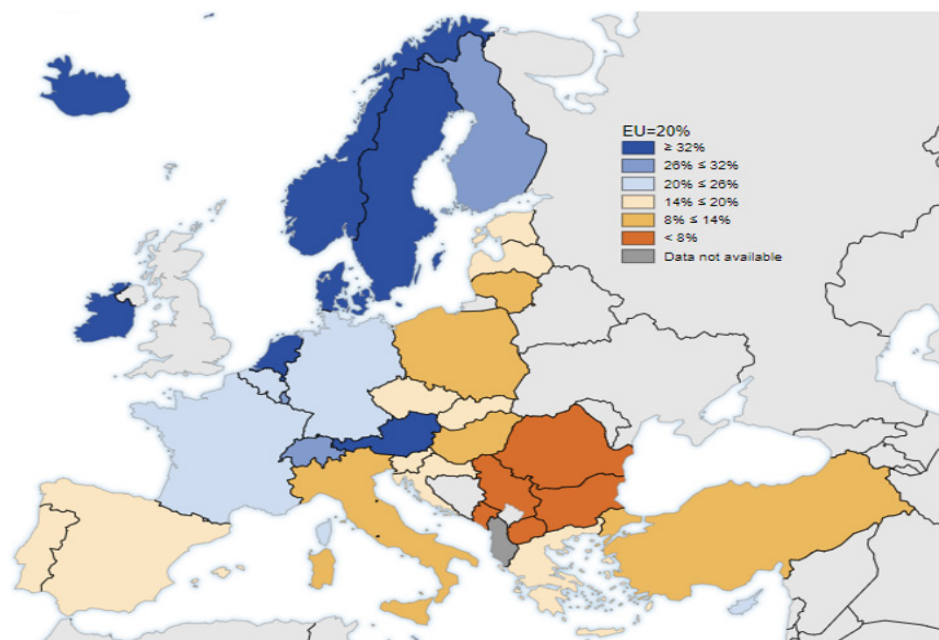 EU=20%
≥ 32%
26% ≤ 32%
20% ≤ 26%
14% ≤ 20%
8% ≤ 14%
< 8%
Data not available